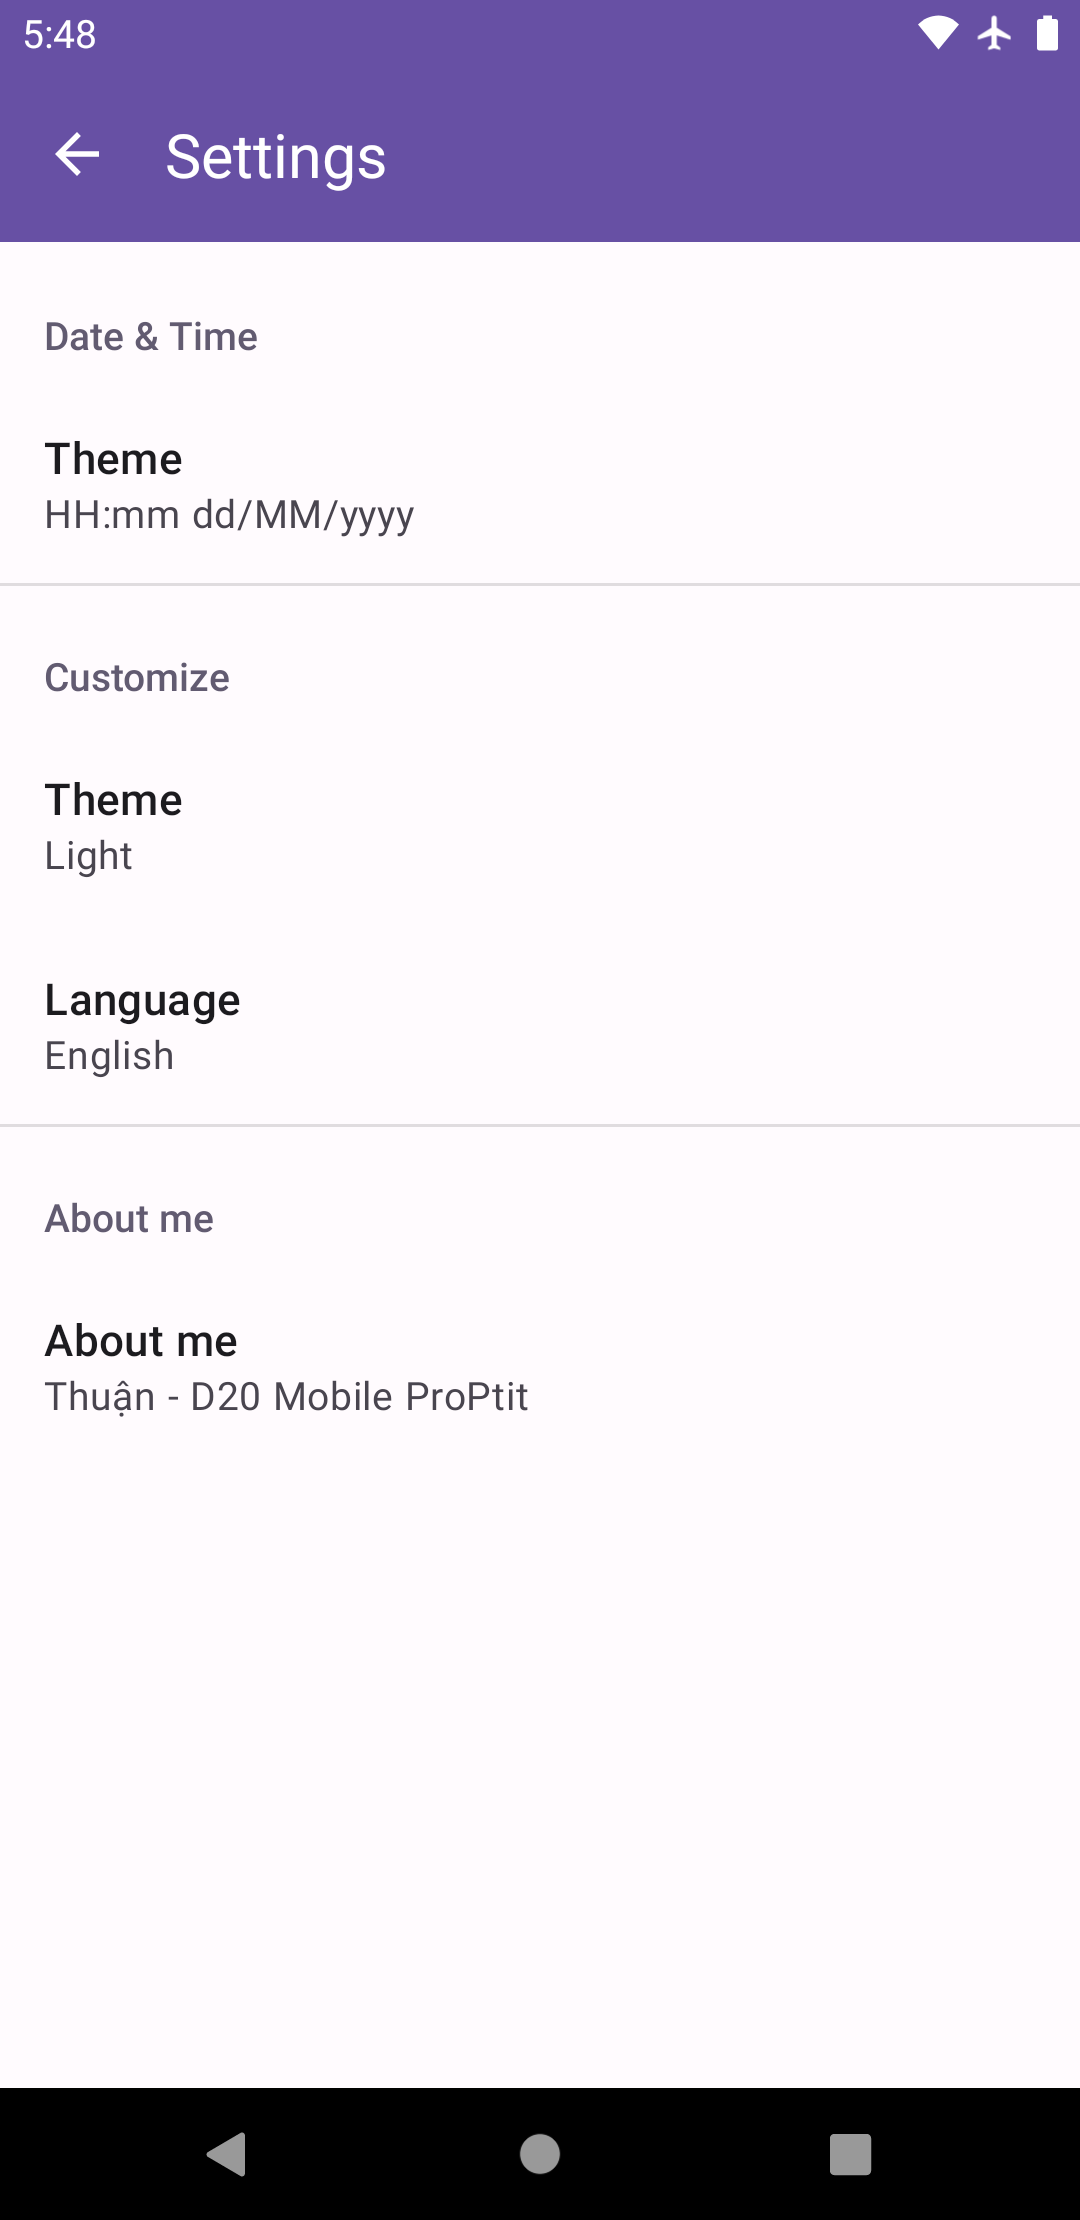 5:48
Settings
Date & Time
Theme
HH:mm dd/MM/yyyy
Customize
Theme
Light
Language
English
About me
About me
Thuận - D20 Mobile ProPtit